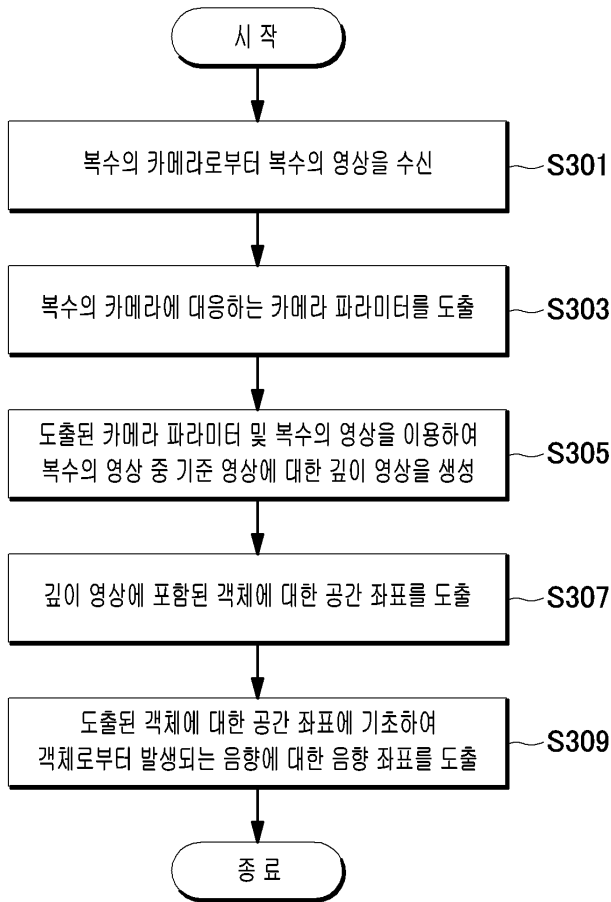 시 작
복수의 카메라로부터 복수의 영상을 수신
S301
복수의 카메라에 대응하는 카메라 파라미터를 도출
S303
도출된 카메라 파라미터 및 복수의 영상을 이용하여
복수의 영상 중 기준 영상에 대한 깊이 영상을 생성
S305
깊이 영상에 포함된 객체에 대한 공간 좌표를 도출
S307
도출된 객체에 대한 공간 좌표에 기초하여
객체로부터 발생되는 음향에 대한 음향 좌표를 도출
S309
종 료